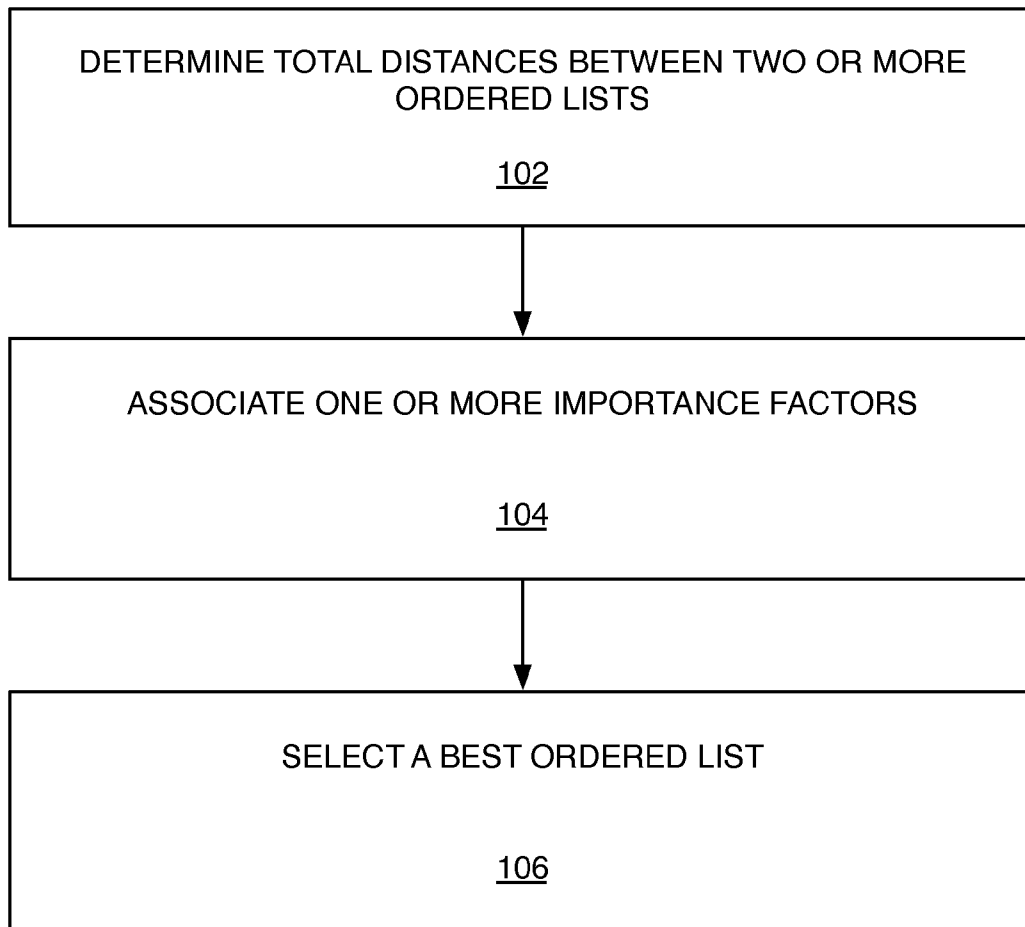 DETERMINE TOTAL DISTANCES BETWEEN TWO OR MORE
ORDERED LISTS
102
ASSOCIATE ONE OR MORE IMPORTANCE FACTORS
104
SELECT A BEST ORDERED LIST
106